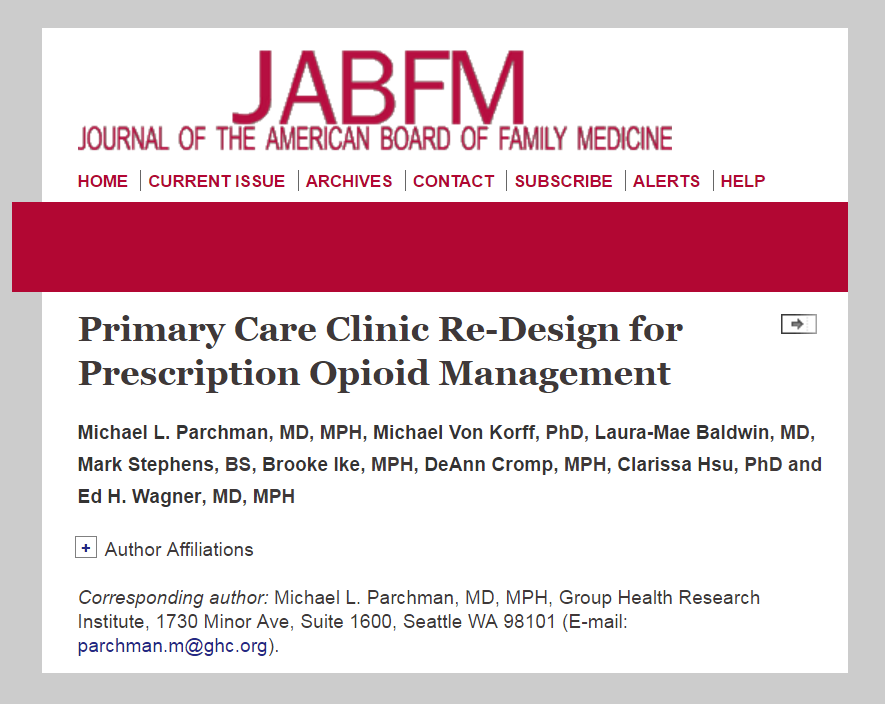 JABFM
JOURNAL OF THE AMERICAN BOARD OF FAMILY MEDICINE
HOME | CURRENT ISSUE | ARCHIVES | CONTACT | SUBSCRIBE | ALERTS | HELP
Primary Care Clinic Re-Design for
Prescription Opioid Management
Michael L. Parchman, MD, MPH, Michael Von Korff, PhD, Laura-Mae Baldwin, MD,
Mark Stephens, BS, Brooke Ike, MPH, DeAnn Cromp, MPH, Clarissa Hsu, PhD and
Ed H. Wagner, MD, MPH
+ Author Affiliations
Corresponding author: Michael L. Parchman, MD, MPH, Group Health Research
Institute, 1730 Minor Ave, Suite 1600, Seattle WA 98101 (E-mail:
parchman.m@ghc.org).